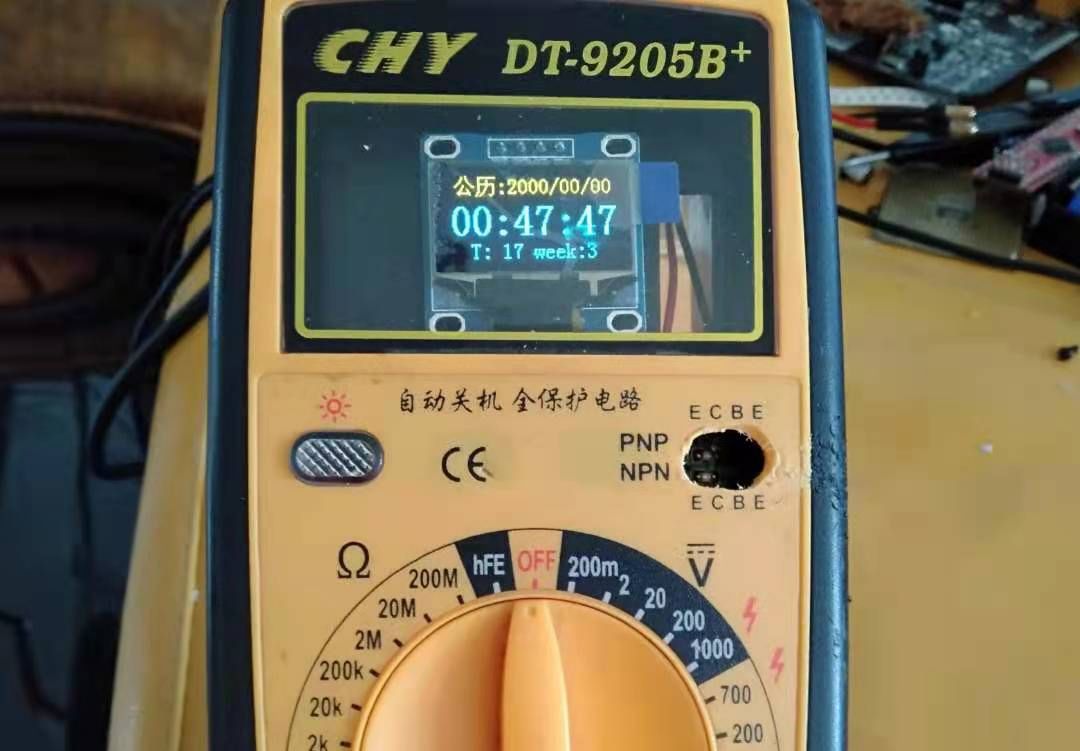 CHY DT-9205B+
公历:2000/00/00
00:47:47
T: 17 week:3
自动关机 全保护电路
E C B E
PNP
NPN
CE
E C B E
Ω
hFE
OFF
200m
2
20
200
1000
V
700
200
200M
20M
2M
200k
20k
2k